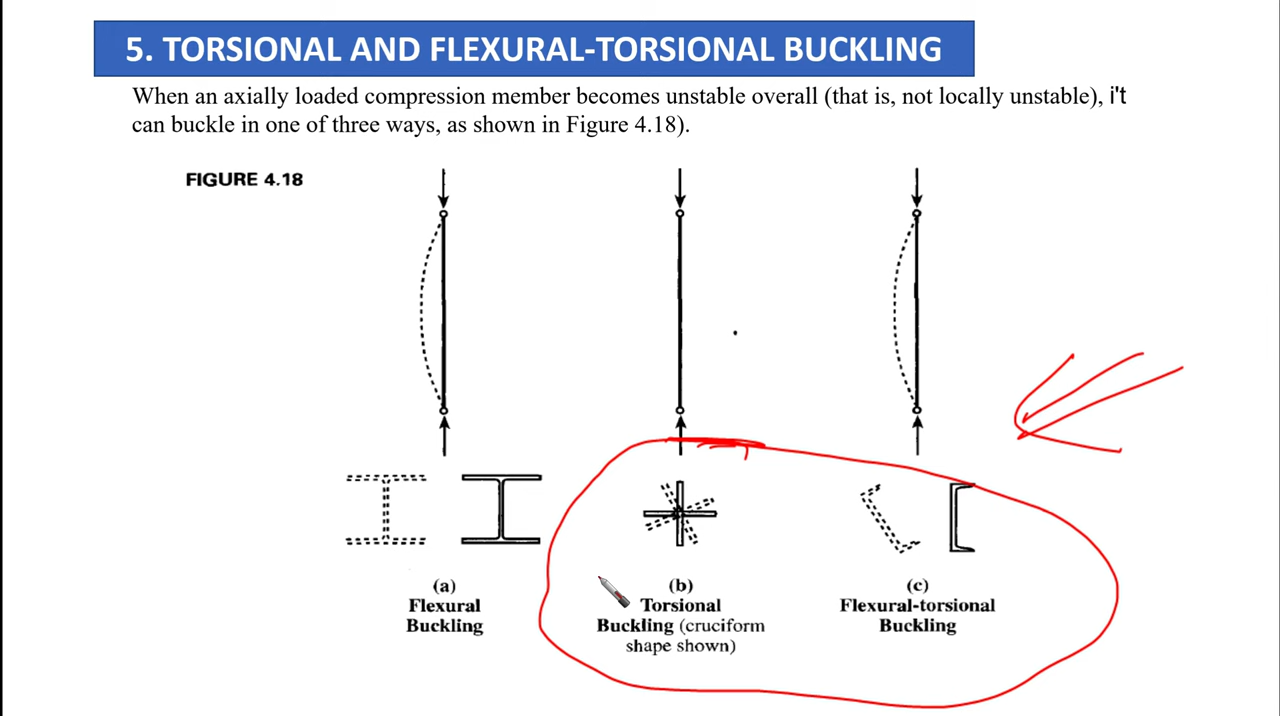 5. TORSIONAL AND FLEXURAL-TORSIONAL BUCKLING
When an axially loaded compression member becomes unstable overall (that is, not locally unstable), i't
can buckle in one of three ways, as shown in Figure 4.18).
FIGURE 4.18
(a)
Flexural
Buckling
(b)
Torsional
Buckling (cruciform
shape shown)
(c)
Flexural-torsional
Buckling